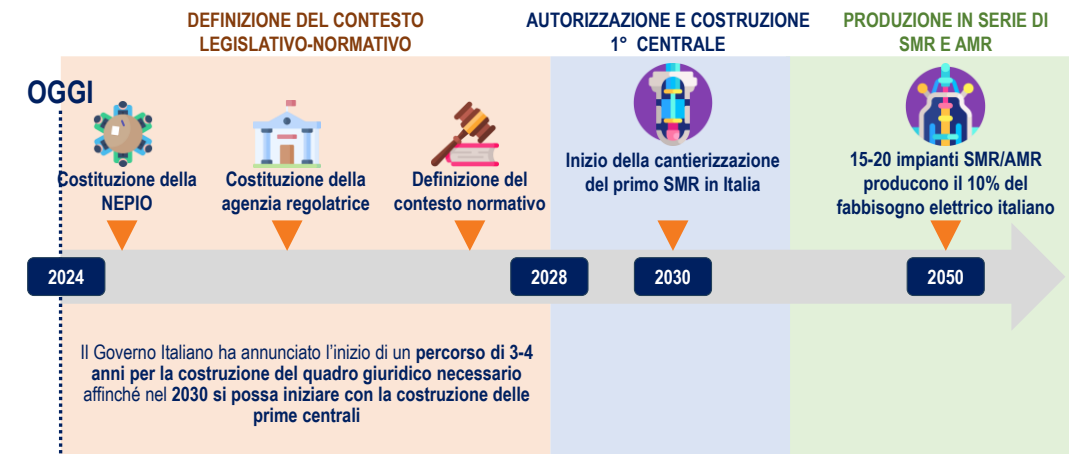 DEFINIZIONE DEL CONTESTO
LEGISLATIVO-NORMATIVO
AUTORIZZAZIONE E COSTRUZIONE
1° CENTRALE
PRODUZIONE IN SERIE DI
SMR E AMR
OGGI
Costituzione della
NEPIO
Costituzione della
agenzia regolatrice
Definizione del
contesto normativo
Inizio della cantierizzazione
del primo SMR in Italia
15-20 impianti SMR/AMR
producono il 10% del
fabbisogno elettrico italiano
2024
2028
2030
2050
Il Governo Italiano ha annunciato l’inizio di un percorso di 3-4
anni per la costruzione del quadro giuridico necessario
affinché nel 2030 si possa iniziare con la costruzione delle
prime centrali